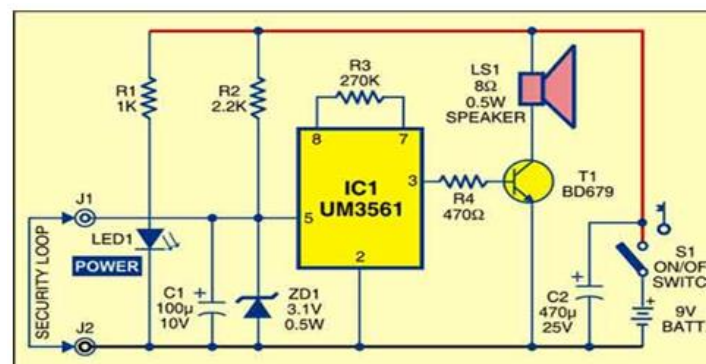 R1
1K
R2
2.2K
R3
270K
LS1
8Ω
0.5W
SPEAKER
8
7
IC1
UM3561
3
5
2
R4
470Ω
T1
BD679
J1
LED1
POWER
SECURITY LOOP
J2
C1
100µ
10V
+
ZD1
3.1V
0.5W
C2
470µ
25V
+
S1
ON/OF
SWITC
+
9V
BATT